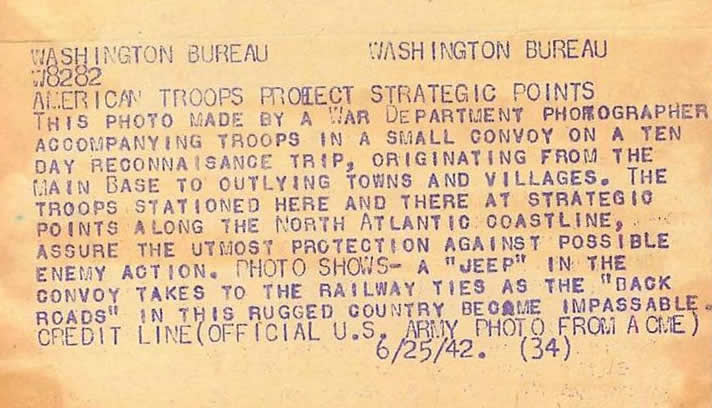 WASHINGTON BUREAU WASHINGTON BUREAU
W8282
AMERICAN TROOPS PROTECT STRATEGIC POINTS
THIS PHOTO MADE BY A WAR DEPARTMENT PHOTOGRAPHER
ACCOMPANYING TROOPS IN A SMALL CONVOY ON A TEN
DAY RECONNAISANCE TRIP, ORIGINATING FROM THE
MAIN BASE TO OUTLYING TOWNS AND VILLAGES. THE
TROOPS STATIONED HERE AND THERE AT STRATEGIC
POINTS ALONG THE NORTH ATLANTIC COASTLINE,
ASSURE THE UTMOST PROTECTION AGAINST POSSIBLE
ENEMY ACTION. PHOTO SHOWS- A "JEEP" IN THE
CONVOY TAKES TO THE RAILWAY TIES AS THE "BACK
ROADS" IN THIS RUGGED COUNTRY BECAME IMPASSABLE.
CREDIT LINE(OFFICIAL U.S. ARMY PHOTO FROM ACME)
6/25/42. (34)